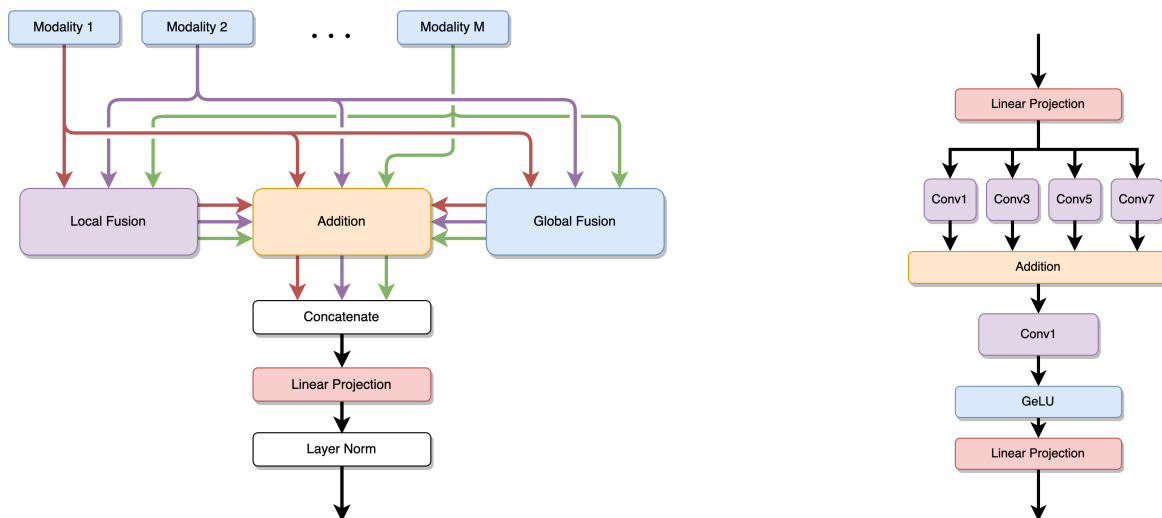 Modality 1
Modality 2
. . .
Modality M
Local Fusion
Addition
Global Fusion
Concatenate
Linear Projection
Layer Norm
Linear Projection
Conv1
Conv3
Conv5
Conv7
Addition
Conv1
GeLU
Linear Projection